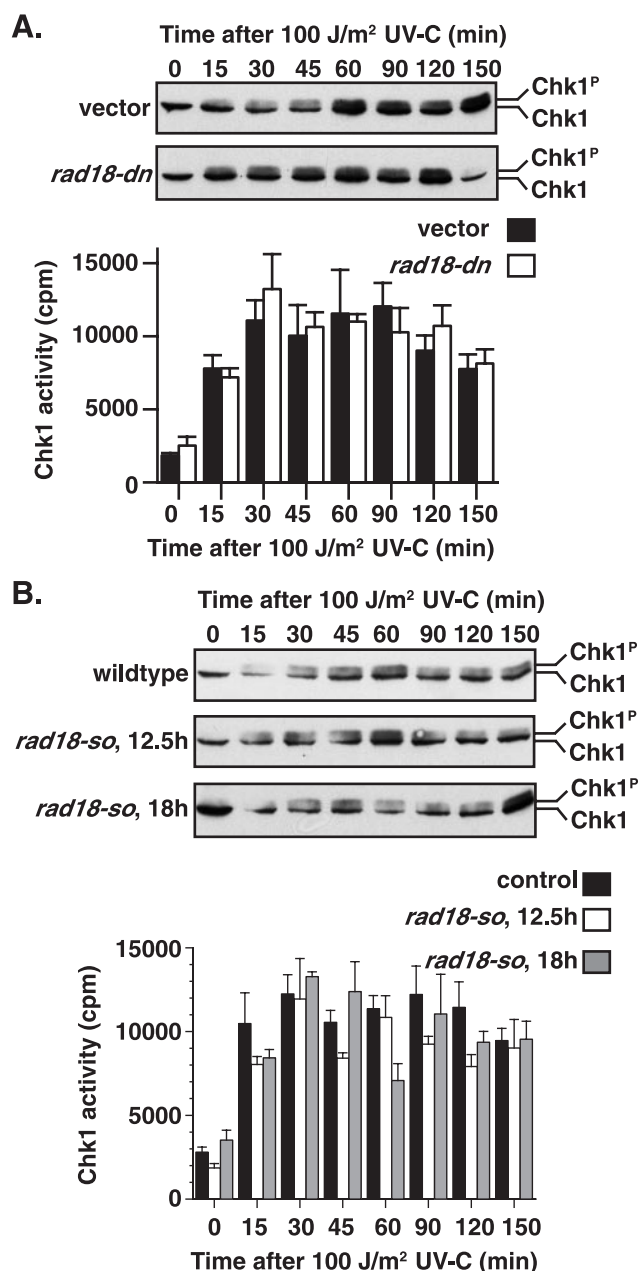 A.
Time after 100 J/m² UV-C (min)
0 15 30 45 60 90 120 150
vector
Chk1ᴾ
Chk1
rad18-dn
Chk1ᴾ
Chk1
vector
rad18-dn
Chk1 activity (cpm)
15000
10000
5000
0
0 15 30 45 60 90 120 150
Time after 100 J/m² UV-C (min)
B.
Time after 100 J/m² UV-C (min)
0 15 30 45 60 90 120 150
wildtype
Chk1ᴾ
Chk1
rad18-so, 12.5h
Chk1ᴾ
Chk1
rad18-so, 18h
Chk1ᴾ
Chk1
control
rad18-so, 12.5h
rad18-so, 18h
Chk1 activity (cpm)
15000
10000
5000
0
0 15 30 45 60 90 120 150
Time after 100 J/m² UV-C (min)